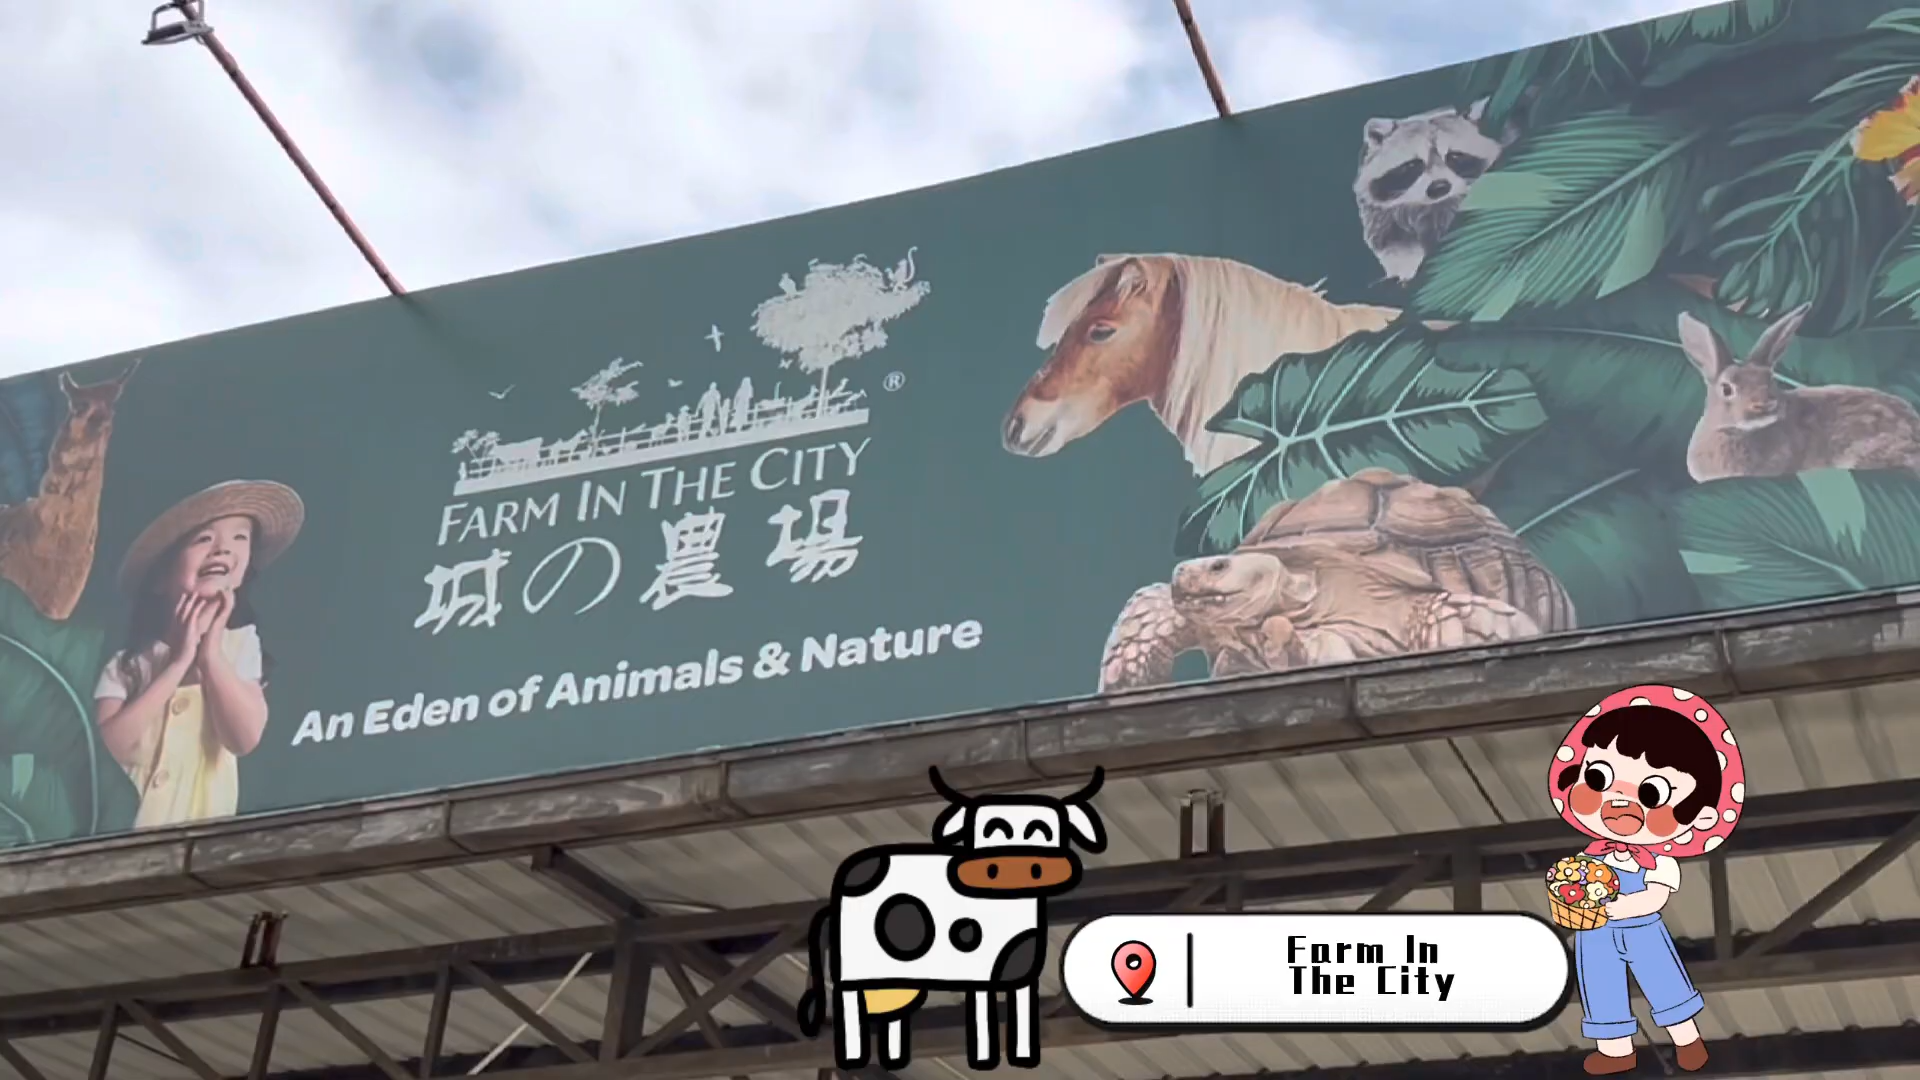 ®
FARM IN THE CITY
城の農場
An Eden of Animals & Nature
Farm In
The City